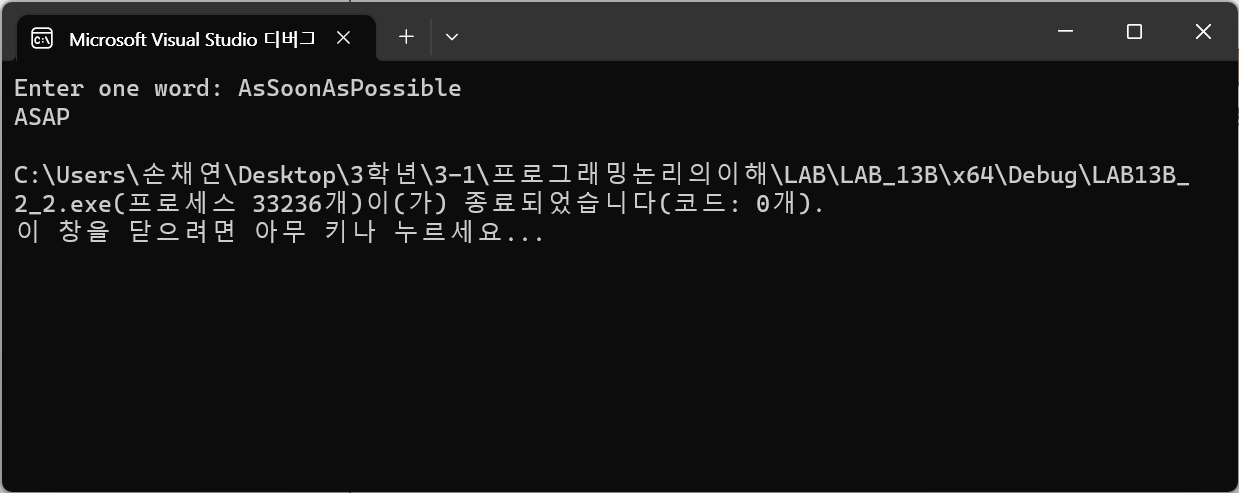 Microsoft Visual Studio 디버그
Enter one word: AsSoonAsPossible
ASAP
C:\Users\손채연\Desktop\3학년\3-1\프로그래밍논리의이해\LAB\LAB_13B\x64\Debug\LAB13B_
2_2.exe(프로세스 33236개)이(가) 종료되었습니다(코드: 0개).
이 창을 닫으려면 아무 키나 누르세요...